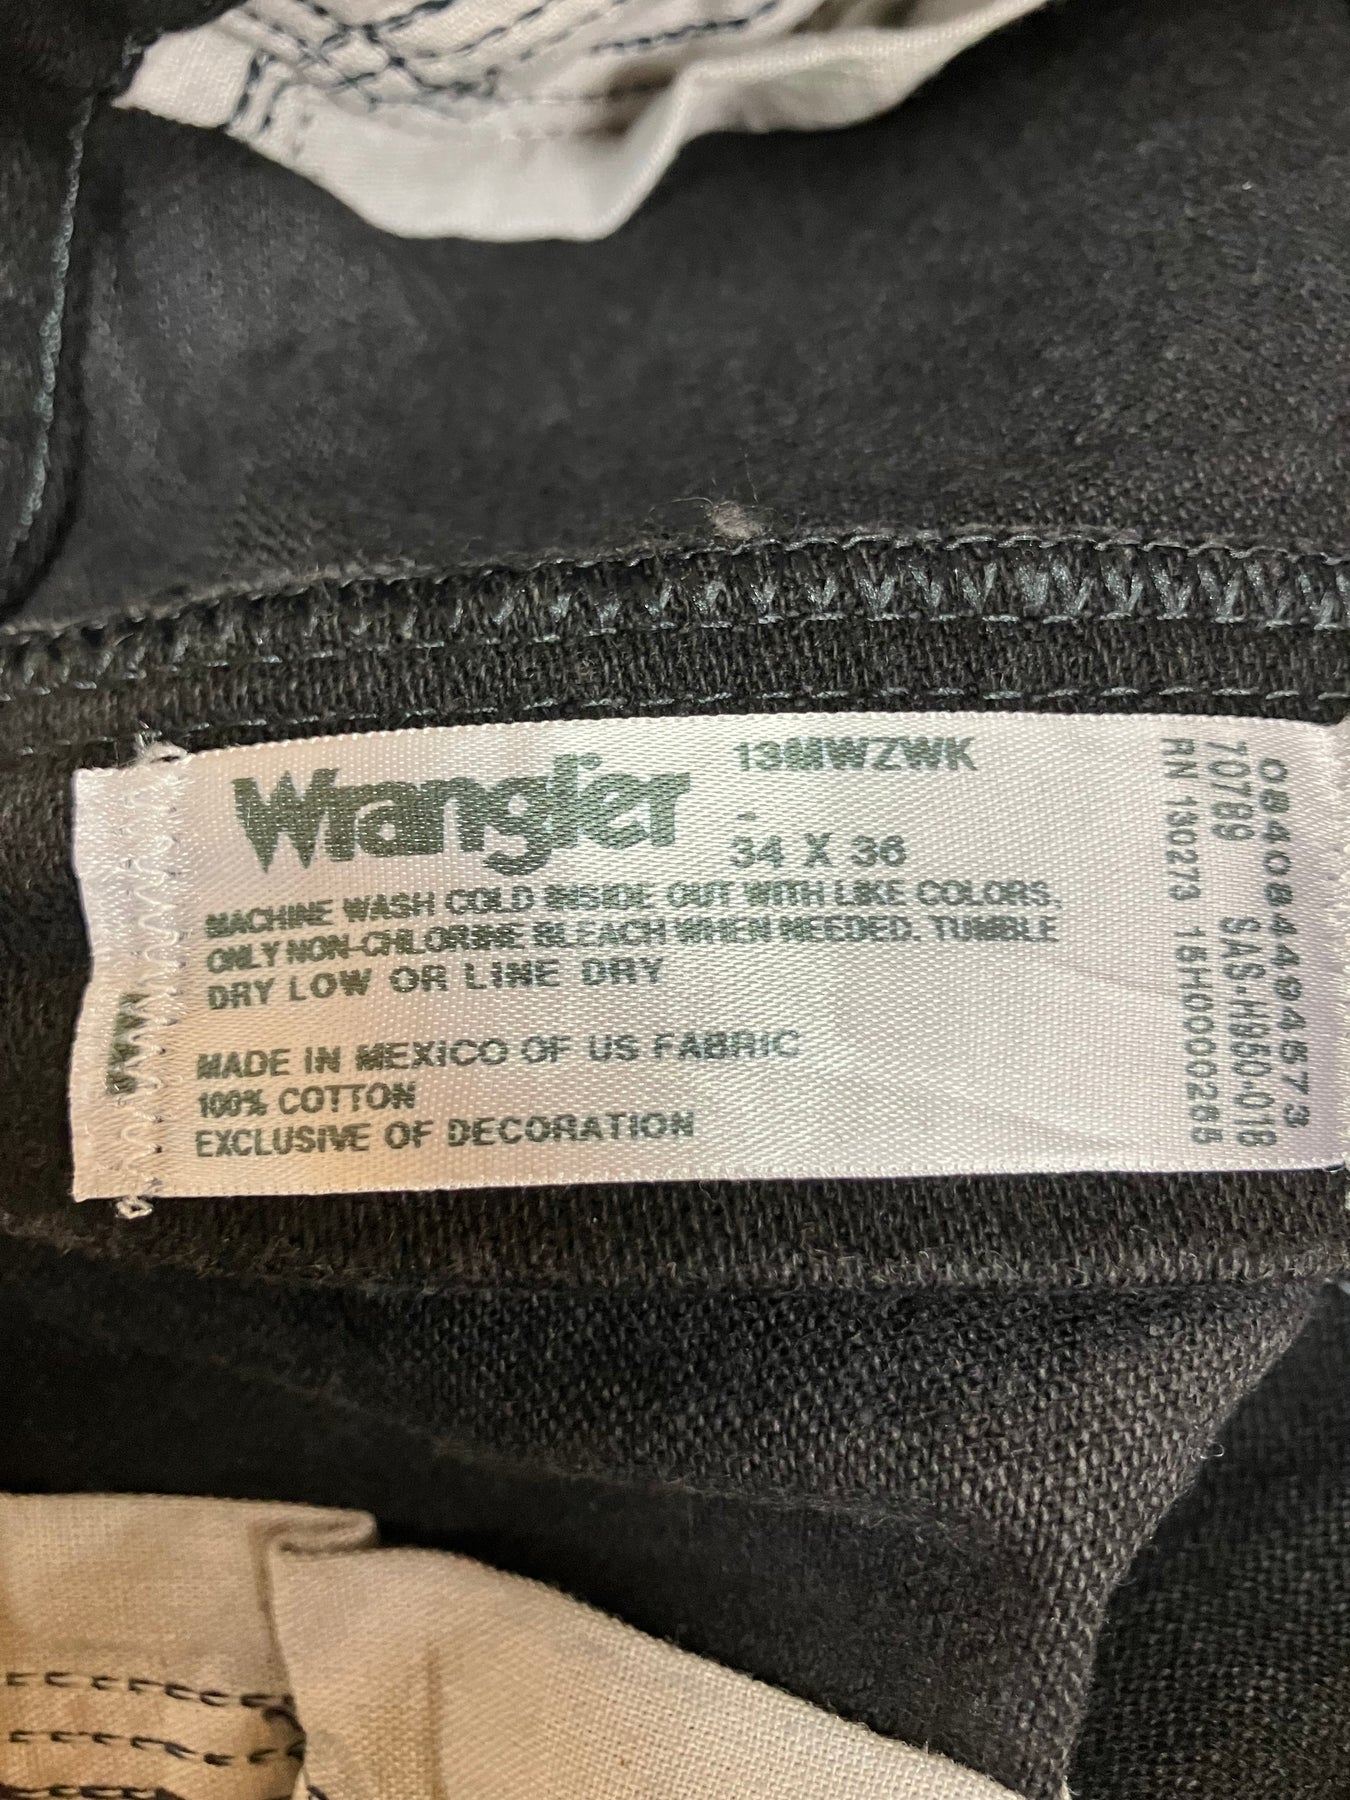 Wrangler
13MWZWK
-
34 X 36
MACHINE WASH COLD INSIDE OUT WITH LIKE COLORS.
ONLY NON-CHLORINE BLEACH WHEN NEEDED. TUMBLE
DRY LOW OR LINE DRY
MADE IN MEXICO OF US FABRIC
100% COTTON
EXCLUSIVE OF DECORATION
084084494573
70789 SAS-H950-018
RN 130273 15H0000285